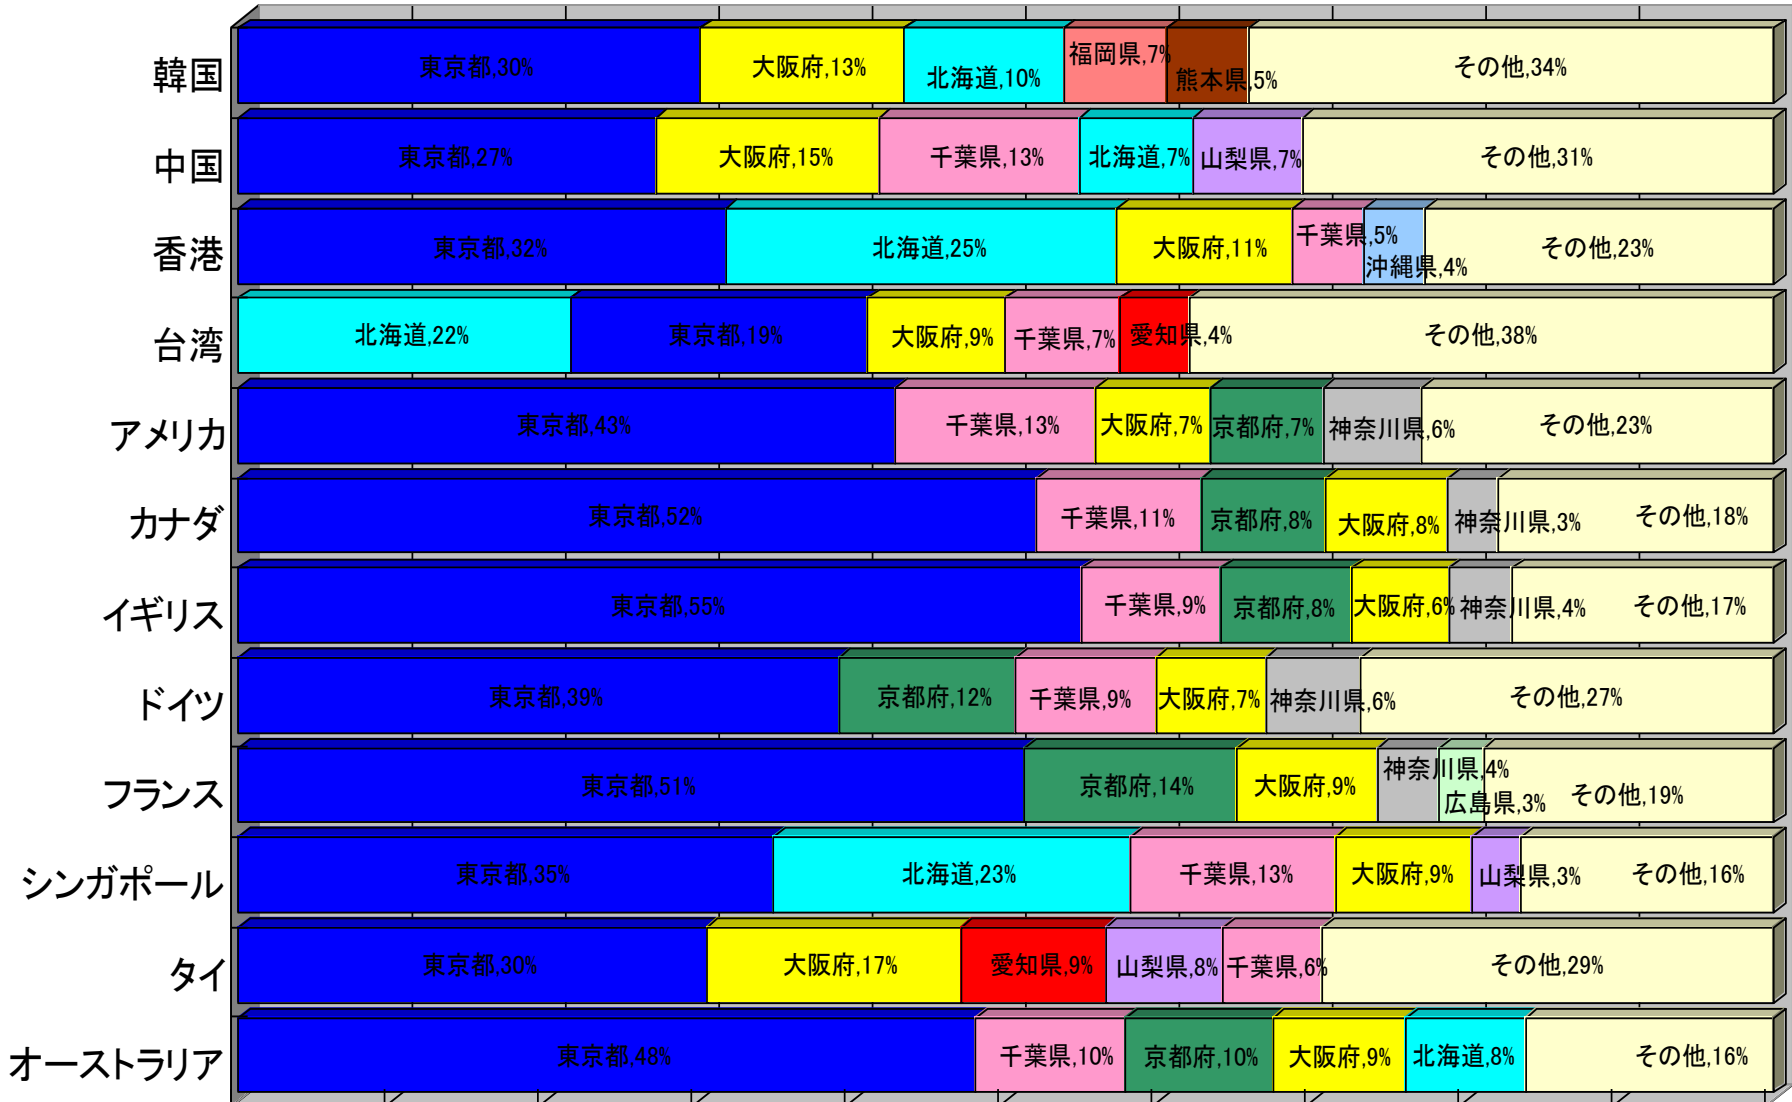 韓国 東京都,30% 大阪府,13% 北海道,10% 福岡県,7% 熊本県,5% その他,34%
中国 東京都,27% 大阪府,15% 千葉県,13% 北海道,7% 山梨県,7% その他,31%
香港 東京都,32% 北海道,25% 大阪府,11% 千葉県,5% 沖縄県,4% その他,23%
台湾 北海道,22% 東京都,19% 大阪府,9% 千葉県,7% 愛知県,4% その他,38%
アメリカ 東京都,43% 千葉県,13% 大阪府,7% 京都府,7% 神奈川県,6% その他,23%
カナダ 東京都,52% 千葉県,11% 京都府,8% 大阪府,8% 神奈川県,3% その他,18%
イギリス 東京都,55% 千葉県,9% 京都府,8% 大阪府,6% 神奈川県,4% その他,17%
ドイツ 東京都,39% 京都府,12% 千葉県,9% 大阪府,7% 神奈川県,6% その他,27%
フランス 東京都,51% 京都府,14% 大阪府,9% 神奈川県,4% 広島県,3% その他,19%
シンガポール 東京都,35% 北海道,23% 千葉県,13% 大阪府,9% 山梨県,3% その他,16%
タイ 東京都,30% 大阪府,17% 愛知県,9% 山梨県,8% 千葉県,6% その他,29%
オーストラリア 東京都,48% 千葉県,10% 京都府,10% 大阪府,9% 北海道,8% その他,16%